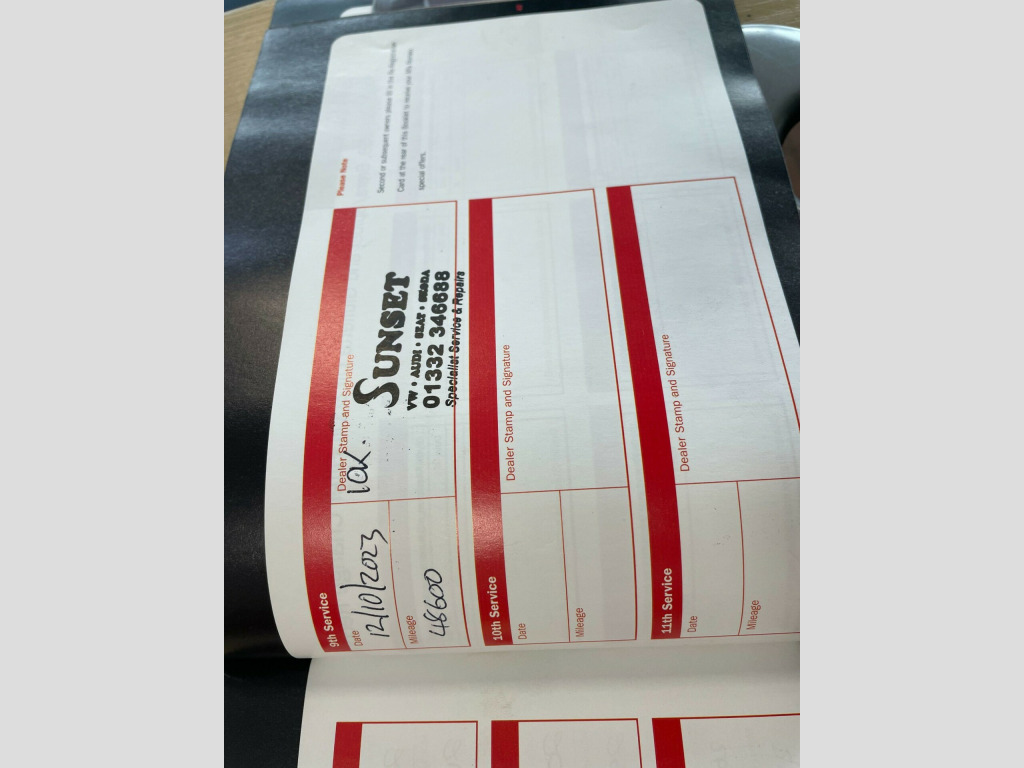 9th Service
Date
12/10/2023
Mileage
48600
Dealer Stamp and Signature
10K.
SUNSET
VW • AUDI • SEAT • SKODA
01332 346688
Specialist Service & Repairs
10th Service
Date
Mileage
Dealer Stamp and Signature
11th Service
Date
Mileage
Dealer Stamp and Signature
Please Note
Second or subsequent owners please fill in the
Card at the rear of this booklet to receive your
special offers.